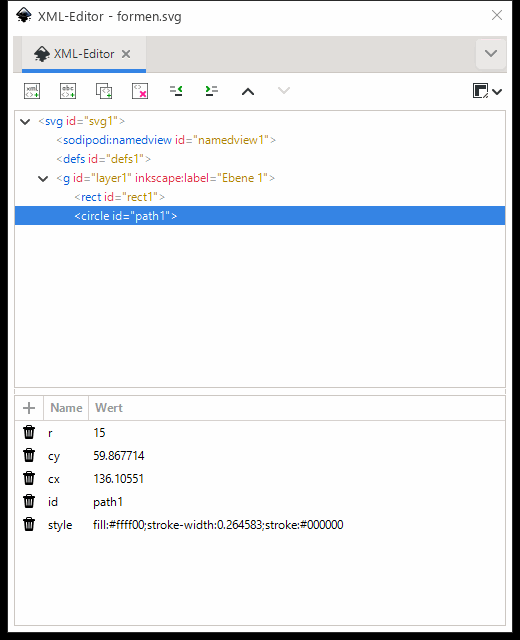 XML-Editor - formen.svg
XML-Editor
<svg id="svg1">
<sodipodi:namedview id="namedview1">
<defs id="defs1">
<g id="layer1" inkscape:label="Ebene 1">
<rect id="rect1">
<circle id="path1">
Name Wert
r 15
cy 59.867714
cx 136.10551
id path1
style fill:#ffff00;stroke-width:0.264583;stroke:#000000